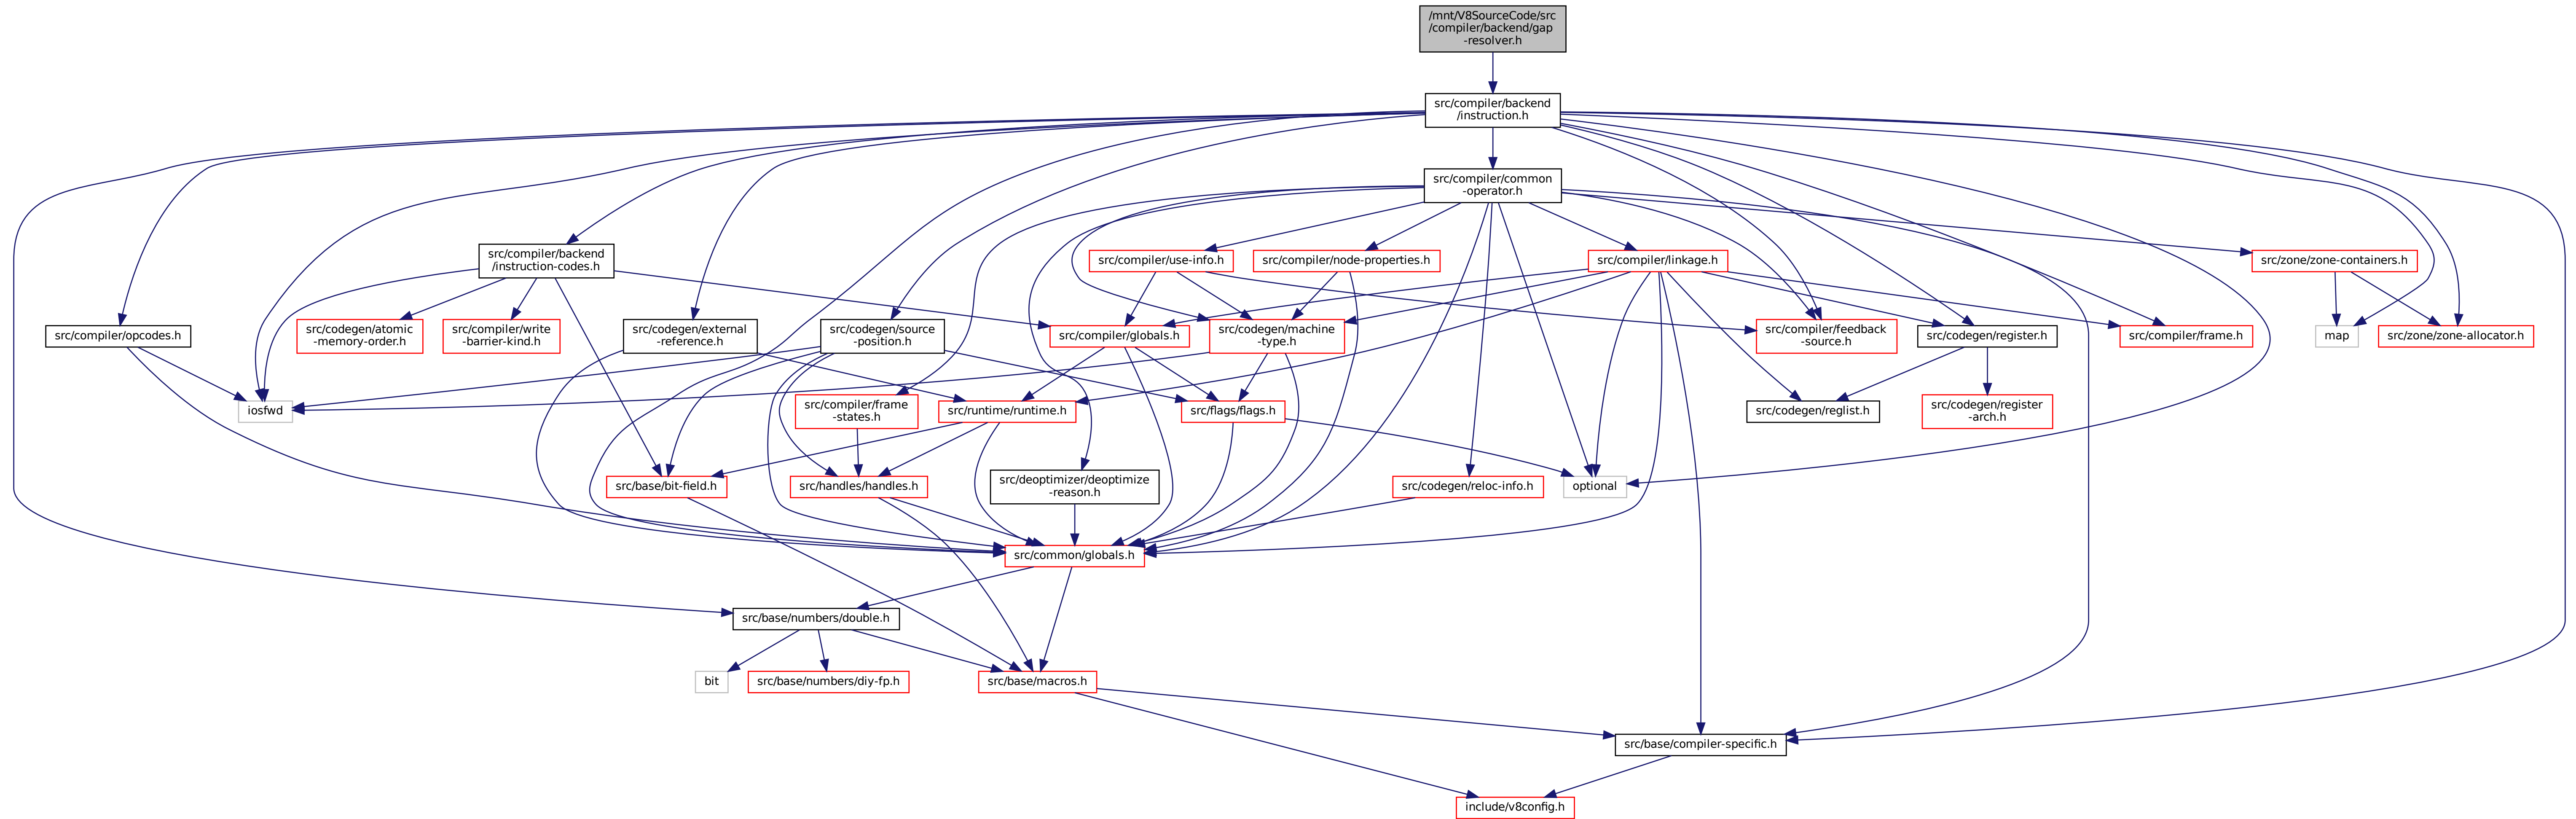 /mnt/V8SourceCode/src
/compiler/backend/gap
-resolver.h
src/compiler/backend
/instruction.h
src/compiler/common
-operator.h
src/compiler/backend
/instruction-codes.h
src/compiler/use-info.h
src/compiler/node-properties.h
src/compiler/linkage.h
src/zone/zone-containers.h
src/compiler/opcodes.h
src/codegen/atomic
-memory-order.h
src/compiler/write
-barrier-kind.h
src/codegen/external
-reference.h
src/codegen/source
-position.h
src/compiler/globals.h
src/codegen/machine
-type.h
src/compiler/feedback
-source.h
src/codegen/register.h
src/compiler/frame.h
map
src/zone/zone-allocator.h
iosfwd
src/compiler/frame
-states.h
src/runtime/runtime.h
src/flags/flags.h
src/codegen/reglist.h
src/codegen/register
-arch.h
src/base/bit-field.h
src/handles/handles.h
src/deoptimizer/deoptimize
-reason.h
src/codegen/reloc-info.h
optional
src/common/globals.h
src/base/numbers/double.h
bit
src/base/numbers/diy-fp.h
src/base/macros.h
src/base/compiler-specific.h
include/v8config.h